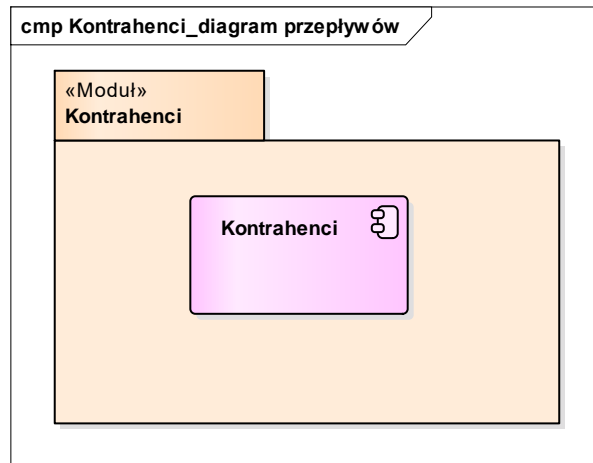 cmp Kontrahenci_diagram przepływów
«Moduł»
Kontrahenci
Kontrahenci